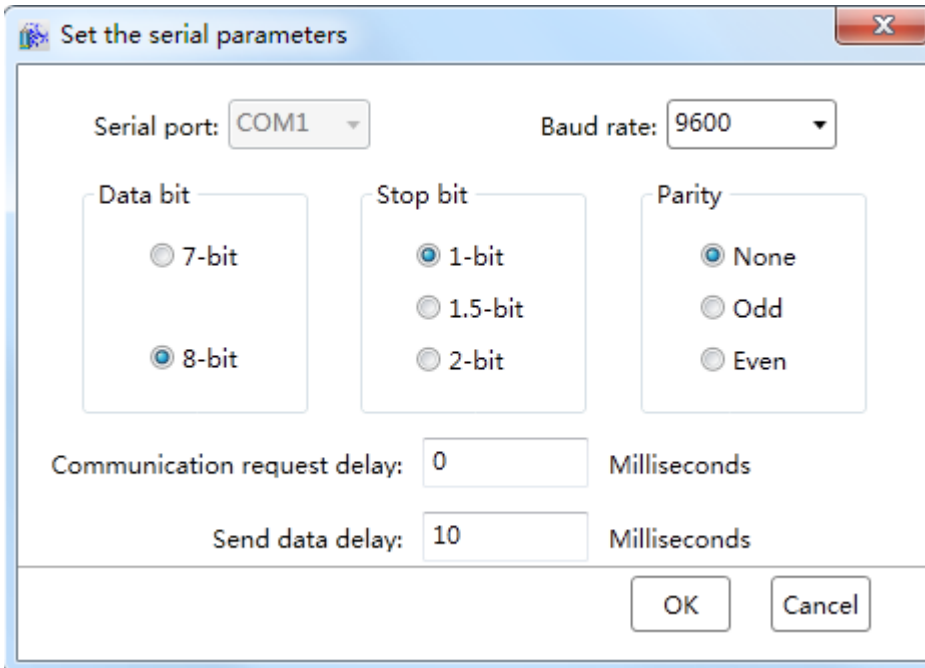 Set the serial parameters
Serial port: COM1 Baud rate: 9600
Data bit Stop bit Parity
7-bit 1-bit None
1.5-bit Odd
8-bit 2-bit Even
Communication request delay: 0 Milliseconds
Send data delay: 10 Milliseconds
OK Cancel